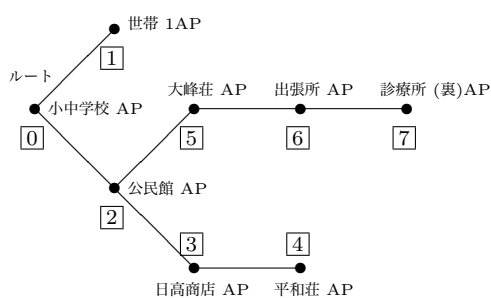 世帯 1AP
1
ルート
小中学校 AP
0
大峰荘 AP
出張所 AP
診療所 (裏)AP
5
6
7
公民館 AP
2
3
4
日高商店 AP
平和荘 AP